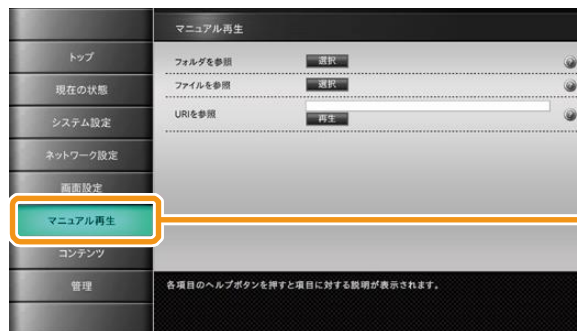 マニュアル再生
トップ
現在の状態
システム設定
ネットワーク設定
画面設定
マニュアル再生
コンテンツ
管理
フォルダを参照 選択 ?
ファイルを参照 選択 ?
URIを参照 ?
再生
各項目のヘルプボタンを押すと項目に対する説明が表示されます。